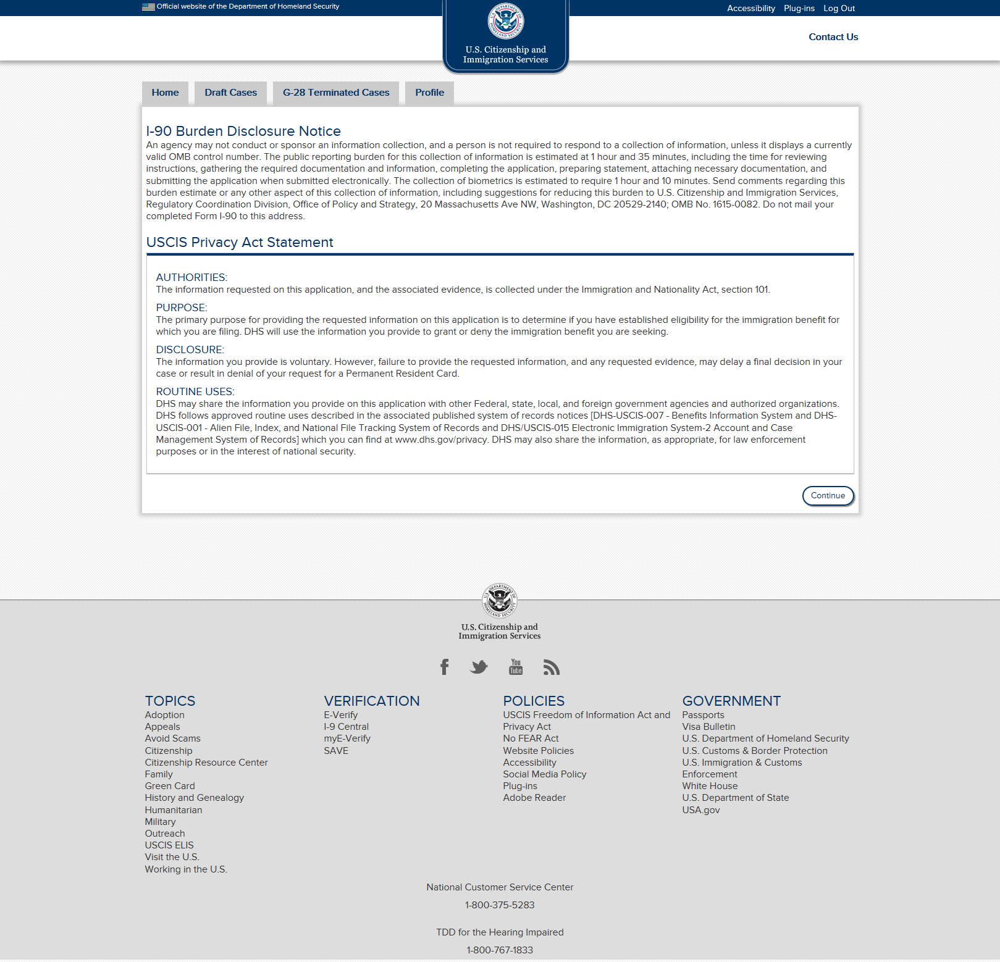 Official website of the Department of Homeland Security
Accessibility Plug-ins Log Out
U.S. Citizenship and
Immigration Services
Contact Us
Home Draft Cases G-28 Terminated Cases Profile
I-90 Burden Disclosure Notice
An agency may not conduct or sponsor an information collection, and a person is not required to respond to a collection of information, unless it displays a currently
valid OMB control number. The public reporting burden for this collection of information is estimated at 1 hour and 35 minutes, including the time for reviewing
instructions, gathering the required documentation and information, completing the application, preparing statement, attaching necessary documentation, and
submitting the application when submitted electronically. The collection of biometrics is estimated to require 1 hour and 10 minutes. Send comments regarding this
burden estimate or any other aspect of this collection of information, including suggestions for reducing this burden to U.S. Citizenship and Immigration Services,
Regulatory Coordination Division, Office of Policy and Strategy, 20 Massachusetts Ave NW, Washington, DC 20529-2140; OMB No. 1615-0082. Do not mail your
completed Form I-90 to this address.
USCIS Privacy Act Statement
AUTHORITIES:
The information requested on this application, and the associated evidence, is collected under the Immigration and Nationality Act, section 101.
PURPOSE:
The primary purpose for providing the requested information on this application is to determine if you have established eligibility for the immigration benefit for
which you are filing. DHS will use the information you provide to grant or deny the immigration benefit you are seeking.
DISCLOSURE:
The information you provide is voluntary. However, failure to provide the requested information, and any requested evidence, may delay a final decision in your
case or result in denial of your request for a Permanent Resident Card.
ROUTINE USES:
DHS may share the information you provide on this application with other Federal, state, local, and foreign government agencies and authorized organizations.
DHS follows approved routine uses described in the associated published system of records notices [DHS-USCIS-007 - Benefits Information System and DHS-
USCIS-001 - Alien File, Index, and National File Tracking System of Records and DHS/USCIS-015 Electronic Immigration System-2 Account and Case
Management System of Records] which you can find at www.dhs.gov/privacy. DHS may also share the information, as appropriate, for law enforcement
purposes or in the interest of national security.
Continue
U.S. DEPARTMENT OF HOMELAND SECURITY
U.S. Citizenship and
Immigration Services
You Tube
TOPICS
Adoption
Appeals
Avoid Scams
Citizenship
Citizenship Resource Center
Family
Green Card
History and Genealogy
Humanitarian
Military
Outreach
USCIS ELIS
Visit the U.S.
Working in the U.S.
VERIFICATION
E-Verify
I-9 Central
myE-Verify
SAVE
POLICIES
USCIS Freedom of Information Act and
Privacy Act
No FEAR Act
Website Policies
Accessibility
Social Media Policy
Plug-ins
Adobe Reader
GOVERNMENT
Passports
Visa Bulletin
U.S. Department of Homeland Security
U.S. Customs & Border Protection
U.S. Immigration & Customs
Enforcement
White House
U.S. Department of State
USA.gov
National Customer Service Center
1-800-375-5283
TDD for the Hearing Impaired
1-800-767-1833